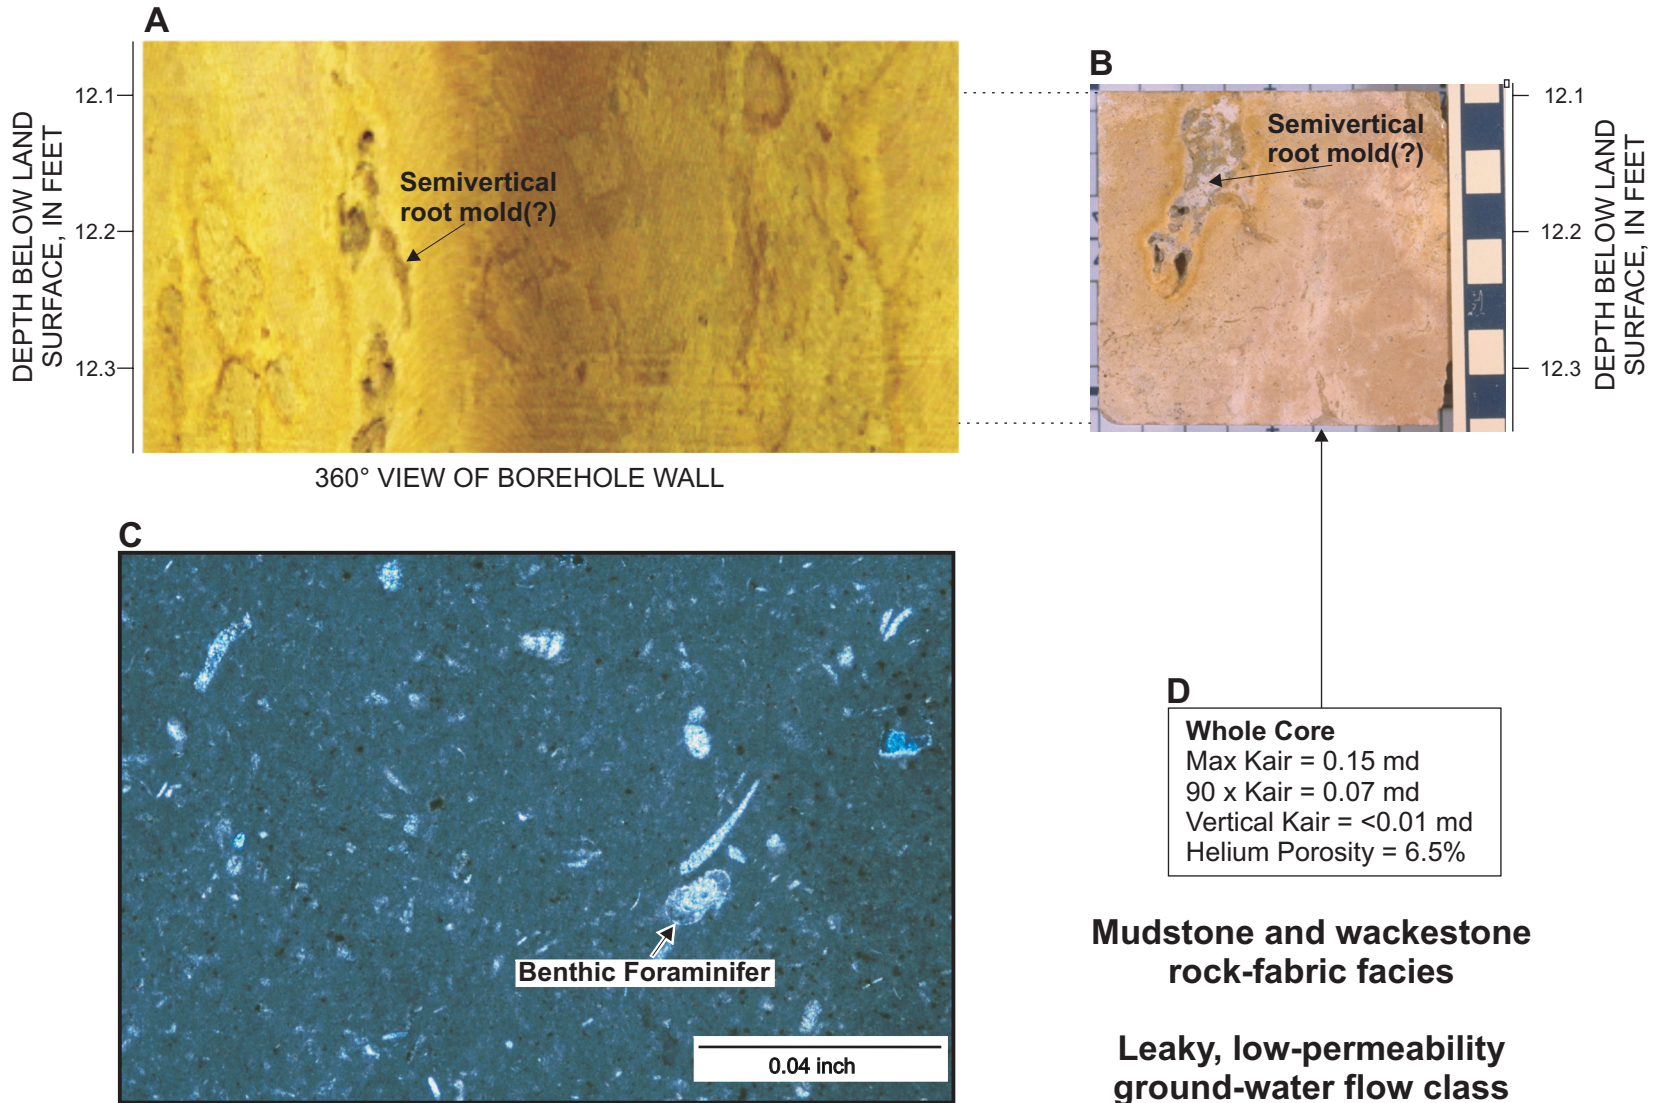 A
DEPTH BELOW LAND
SURFACE, IN FEET
12.1
12.2
12.3
Semivertical
root mold(?)
360° VIEW OF BOREHOLE WALL
B
Semivertical
root mold(?)
12.1
12.2
12.3
DEPTH BELOW LAND
SURFACE, IN FEET
C
Benthic Foraminifer
0.04 inch
D
Whole Core
Max Kair = 0.15 md
90 x Kair = 0.07 md
Vertical Kair = <0.01 md
Helium Porosity = 6.5%
Mudstone and wackestone
rock-fabric facies
Leaky, low-permeability
ground-water flow class